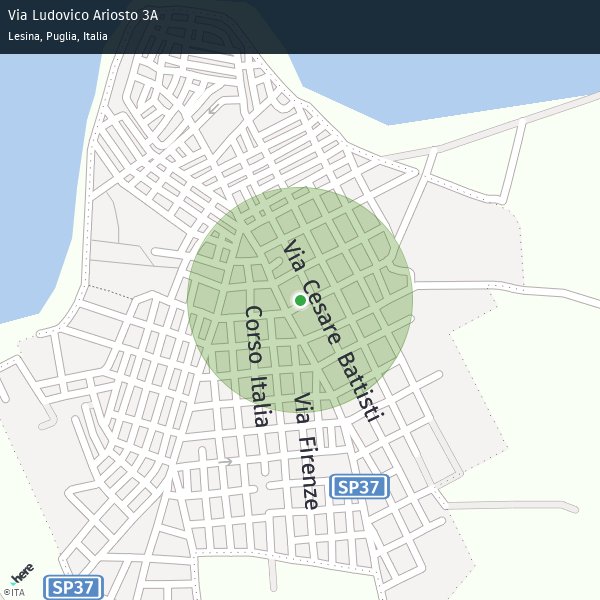 Via Ludovico Ariosto 3A
Lesina, Puglia, Italia
Via Cesare Battisti
Corso Italia
Via Firenze
SP37
SP37
here
©ITA